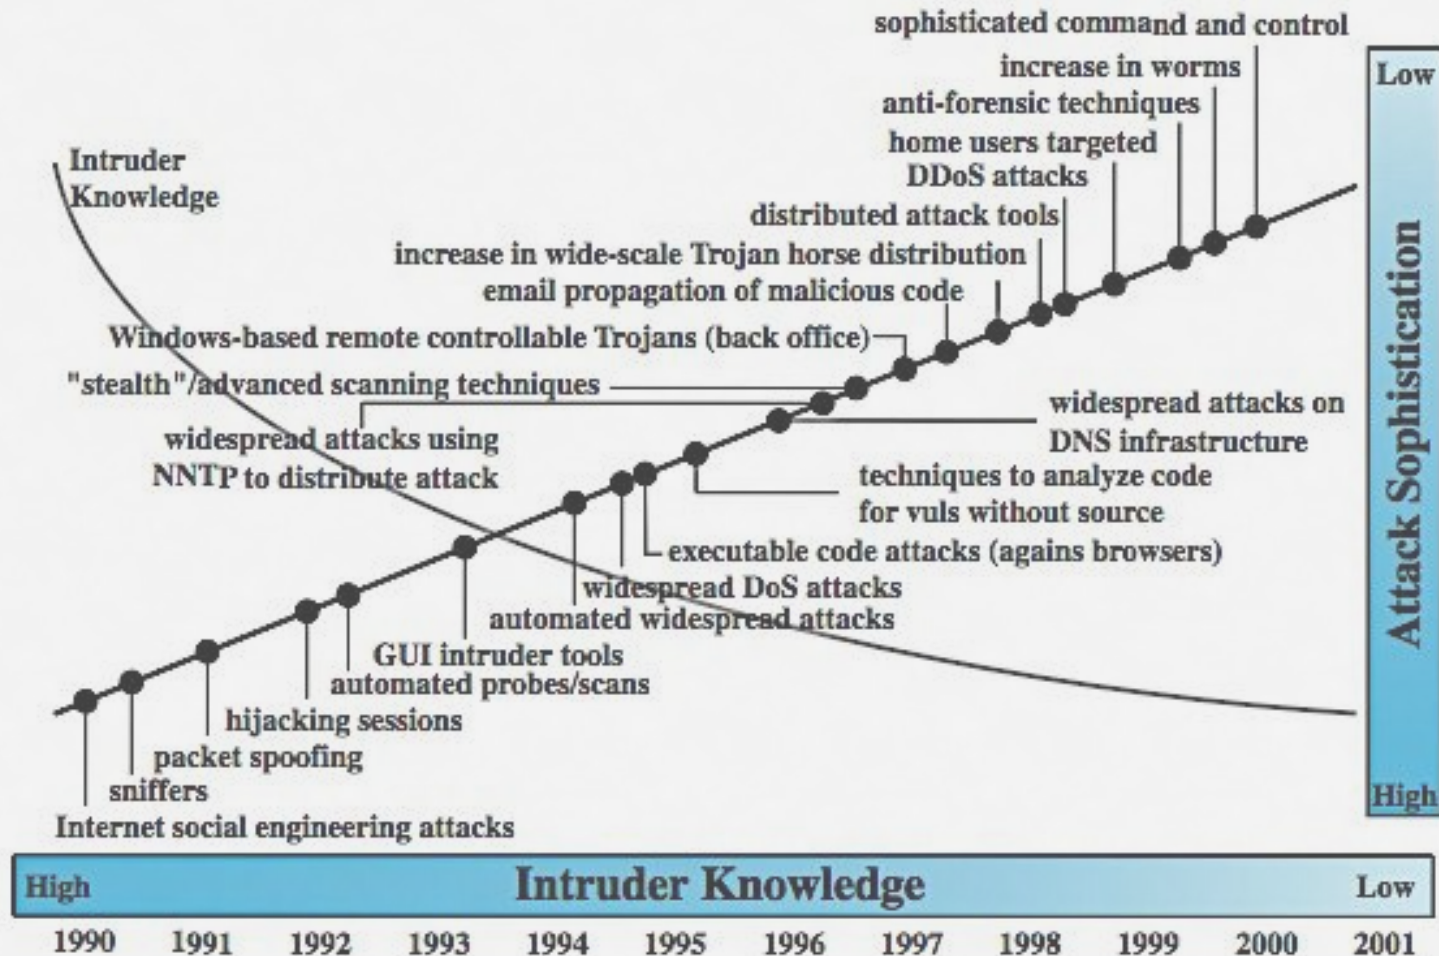 sophisticated command and control
increase in worms
anti-forensic techniques
home users targeted
DDoS attacks
distributed attack tools
increase in wide-scale Trojan horse distribution
email propagation of malicious code
Windows-based remote controllable Trojans (back office)
"stealth"/advanced scanning techniques
widespread attacks using
NNTP to distribute attack
Intruder
Knowledge
widespread attacks on
DNS infrastructure
techniques to analyze code
for vuls without source
executable code attacks (agains browsers)
widespread DoS attacks
automated widespread attacks
GUI intruder tools
automated probes/scans
hijacking sessions
packet spoofing
sniffers
Internet social engineering attacks
Low
Attack Sophistication
High
High
Intruder Knowledge
Low
1990 1991 1992 1993 1994 1995 1996 1997 1998 1999 2000 2001